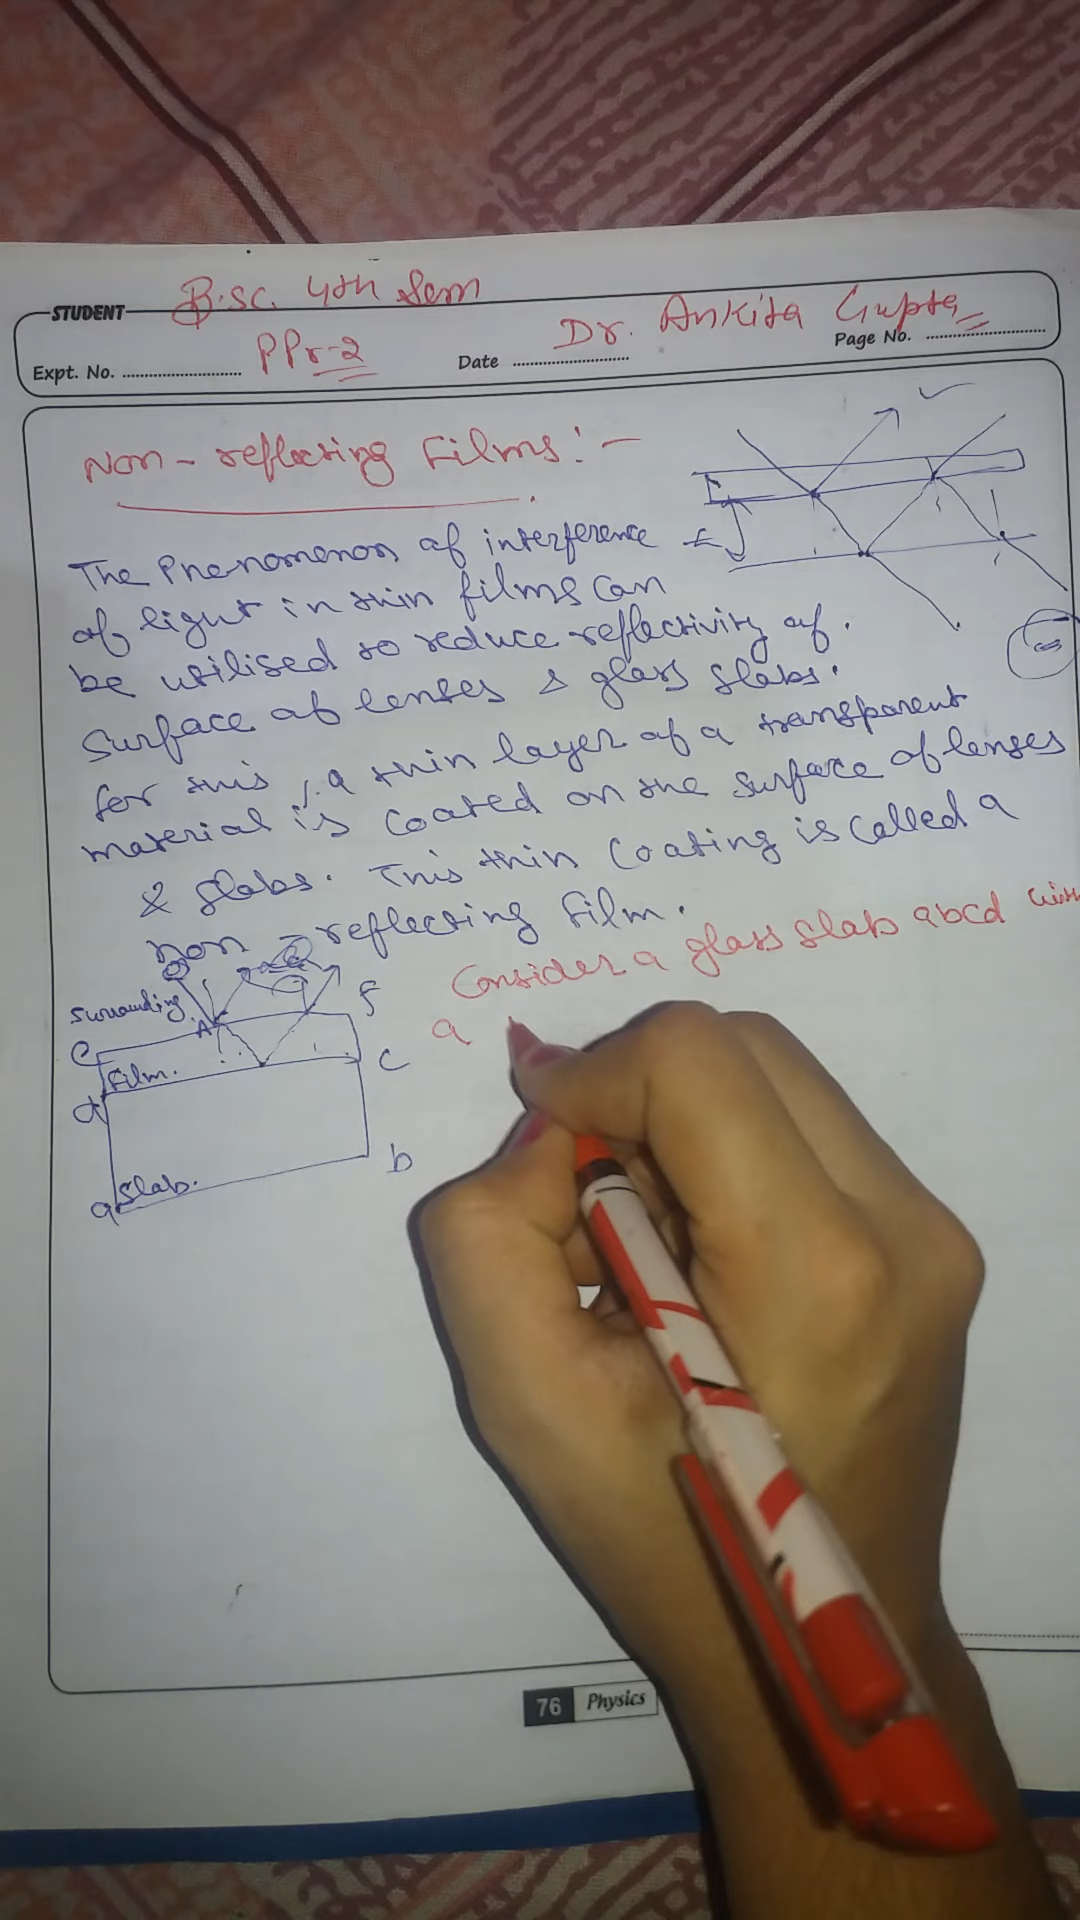 B.sc. 4th Sem
STUDENT
PPr-2
Dr. Ankita Gupta
Expt. No.
Date
Page No.
Non-reflecting Films:-
The Phenomenon of interference
of light in thin films can
be utilised to reduce reflectivity of.
Surface of lenses & glass slabs.
for this, a thin layer of a transparent
material is coated on the surface of lenses
& slabs. This thin Coating is called a
non-reflecting film.
Consider a glass slab abcd with
a
t
Surrounding
A
f
e
film.
c
d
b
Slab.
a
76 Physics